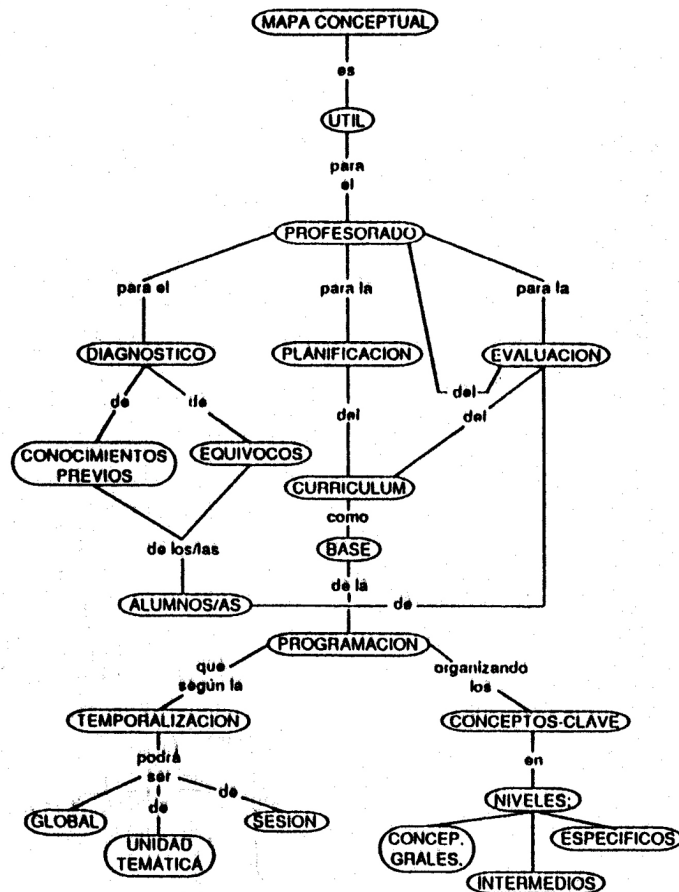 MAPA CONCEPTUAL
es
UTIL
para
el
PROFESORADO
para el
para la
para la
DIAGNOSTICO
PLANIFICACION
EVALUACION
de
de
del
del
del
CONOCIMIENTOS
PREVIOS
EQUIVOCOS
CURRICULUM
como
de los/las
BASE
de la
ALUMNOS/AS
de
PROGRAMACION
que
según la
organizando
los
TEMPORALIZACION
CONCEPTOS-CLAVE
podrá
ser
en
de
de
NIVELES:
GLOBAL
SESION
UNIDAD
TEMATICA
CONCEP.
GRALES.
ESPECIFICOS
INTERMEDIOS